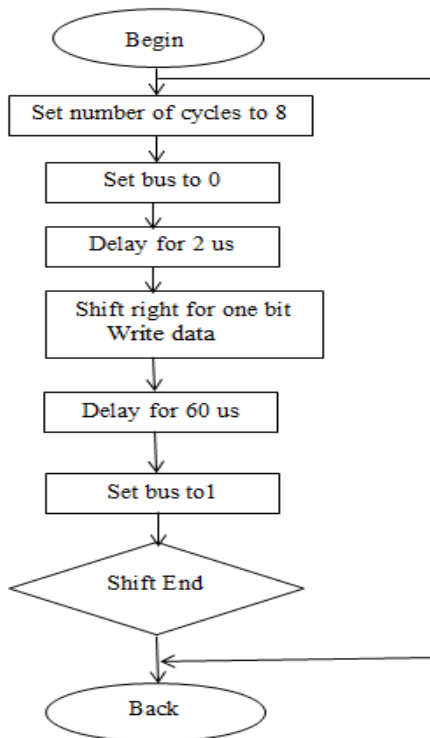 Begin
Set number of cycles to 8
Set bus to 0
Delay for 2 us
Shift right for one bit
Write data
Delay for 60 us
Set bus to1
Shift End
Back